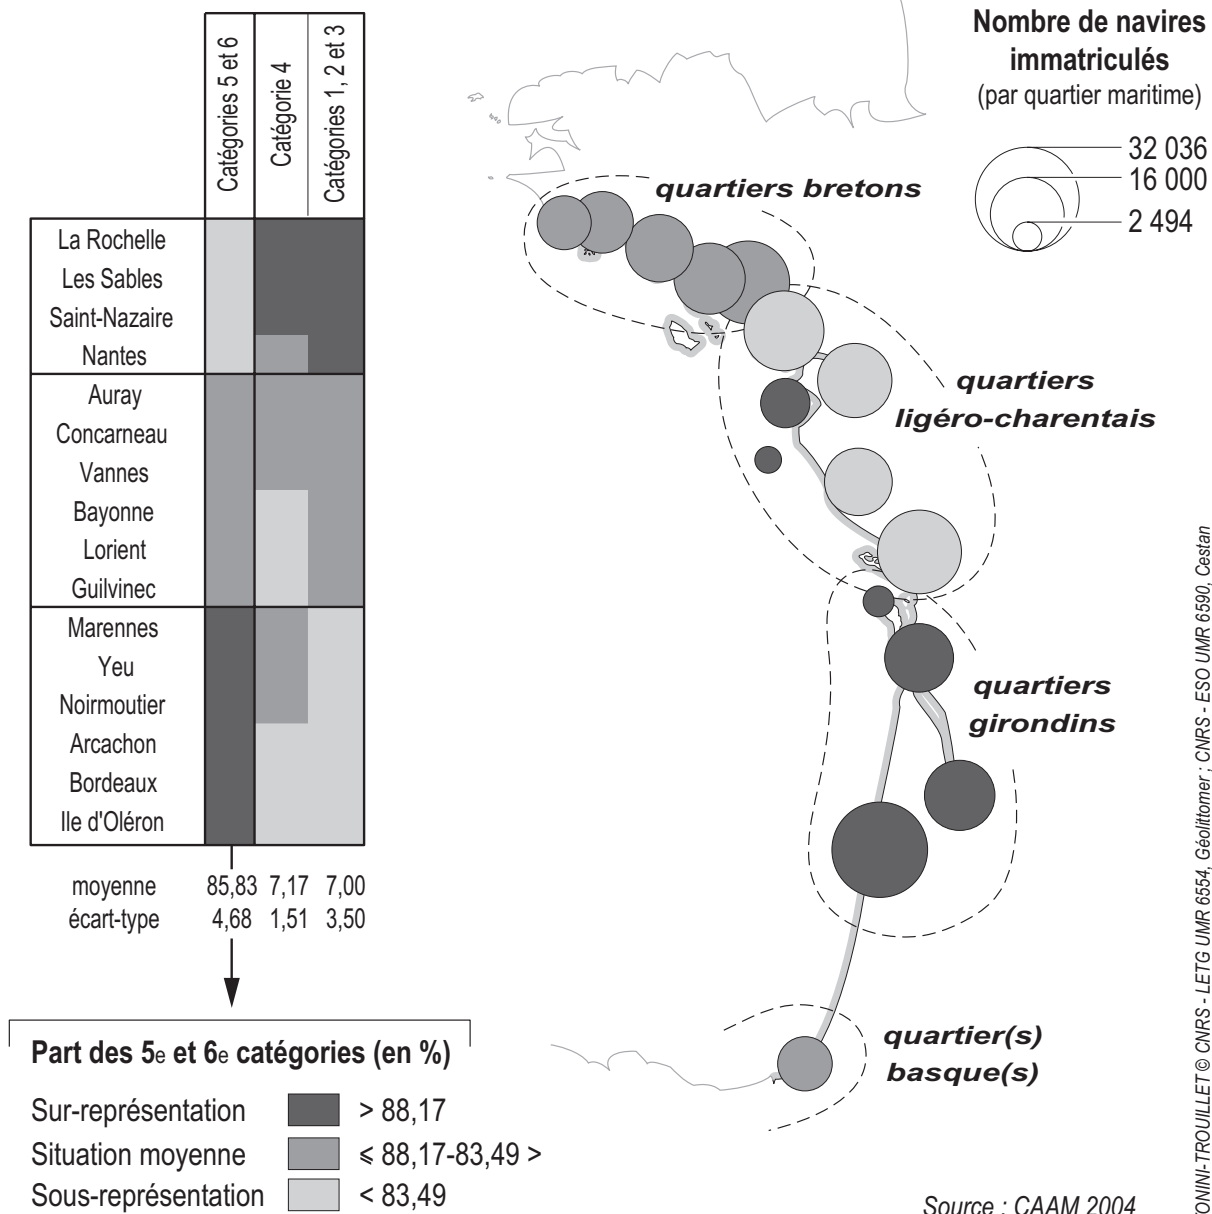 Catégories 5 et 6
Catégorie 4
Catégories 1, 2 et 3
La Rochelle
Les Sables
Saint-Nazaire
Nantes
Auray
Concarneau
Vannes
Bayonne
Lorient
Guilvinec
Marennes
Yeu
Noirmoutier
Arcachon
Bordeaux
Ile d'Oléron
moyenne 85,83 7,17 7,00
écart-type 4,68 1,51 3,50
Part des 5e et 6e catégories (en %)
Sur-représentation > 88,17
Situation moyenne ≤ 88,17-83,49 >
Sous-représentation < 83,49
Nombre de navires
immatriculés
(par quartier maritime)
32 036
16 000
2 494
quartiers bretons
quartiers
ligéro-charentais
quartiers
girondins
quartier(s)
basque(s)
Source : CAAM 2004
ONINI-TROUILLET © CNRS - LETG UMR 6554, Géolittomer ; CNRS - ESO UMR 6590, Cestan